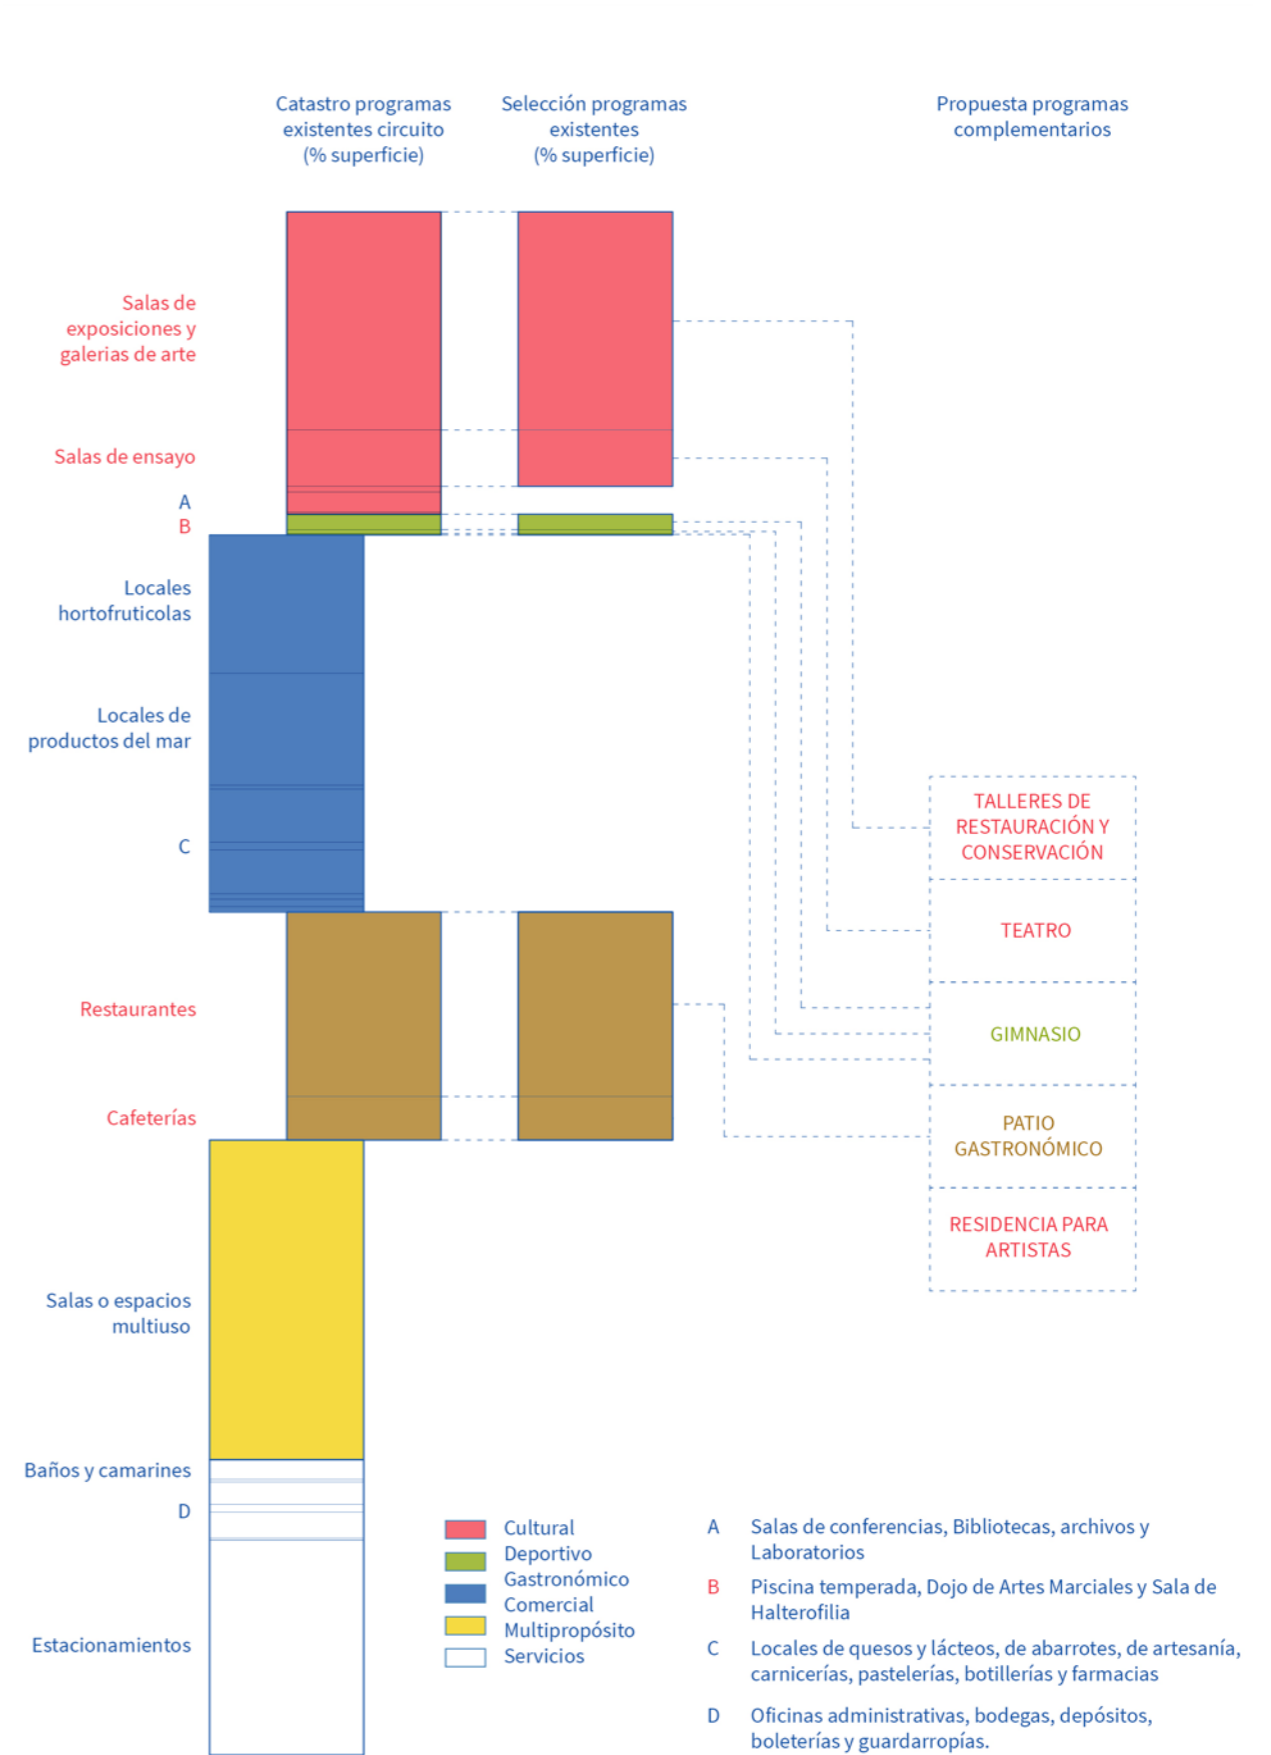 Catastro programas
existentes circuito
(% superficie)
Selección programas
existentes
(% superficie)
Propuesta programas
complementarios
Salas de
exposiciones y
galerias de arte
Salas de ensayo
A
B
Locales
hortofruticolas
Locales de
productos del mar
C
Restaurantes
Cafeterías
Salas o espacios
multiuso
Baños y camarines
D
Estacionamientos
TALLERES DE
RESTAURACIÓN Y
CONSERVACIÓN
TEATRO
GIMNASIO
PATIO
GASTRONÓMICO
RESIDENCIA PARA
ARTISTAS
Cultural
Deportivo
Gastronómico
Comercial
Multipropósito
Servicios
A Salas de conferencias, Bibliotecas, archivos y
Laboratorios
B Piscina temperada, Dojo de Artes Marciales y Sala de
Halterofilia
C Locales de quesos y lácteos, de abarrotes, de artesanía,
carnicerías, pastelerías, botillerías y farmacias
D Oficinas administrativas, bodegas, depósitos,
boleterías y guardarropías.